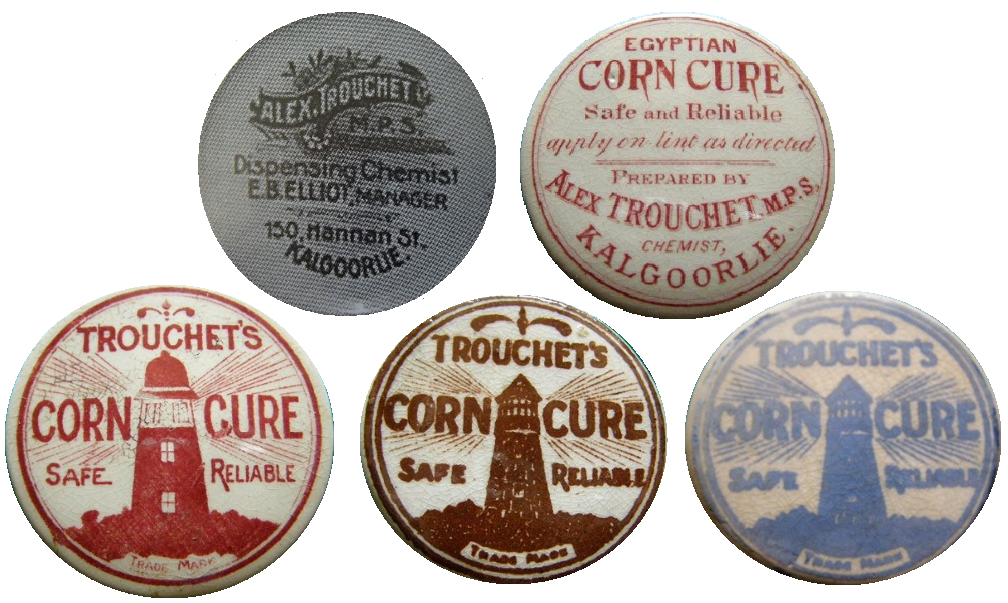 ALEX. TROUCHET
M.P.S.
Dispensing Chemist
E.B. ELLIOT, MANAGER
150, Hannan St.
KALGOORLIE.
EGYPTIAN
CORN CURE.
Safe and Reliable
apply on lint as directed
PREPARED BY
ALEX TROUCHET, M.P.S,
CHEMIST,
KALGOORLIE.
TROUCHET'S
CORN CURE
SAFE RELIABLE
TRADE MARK
TROUCHET'S
CORN CURE
SAFE RELIABLE
TRADE MARK
TROUCHET'S
CORN CURE
SAFE RELIABLE
TRADE MARK